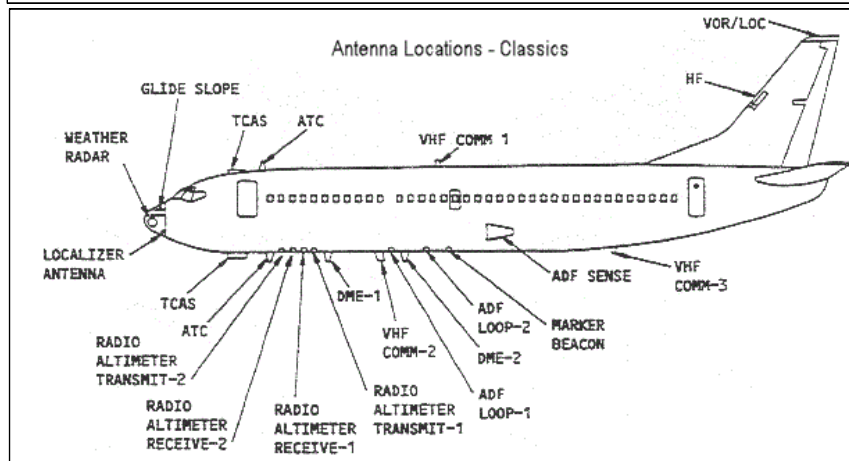 Antenna Locations - Classics
VOR/LOC
HF
GLIDE SLOPE
TCAS
ATC
VHF COMM 1
WEATHER
RADAR
LOCALIZER
ANTENNA
TCAS
ATC
RADIO
ALTIMETER
TRANSMIT-2
RADIO
ALTIMETER
RECEIVE-2
RADIO
ALTIMETER
RECEIVE-1
DME-1
RADIO
ALTIMETER
TRANSMIT-1
VHF
COMM-2
ADF
LOOP-2
DME-2
ADF
LOOP-1
MARKER
BEACON
ADF SENSE
VHF
COMM-3